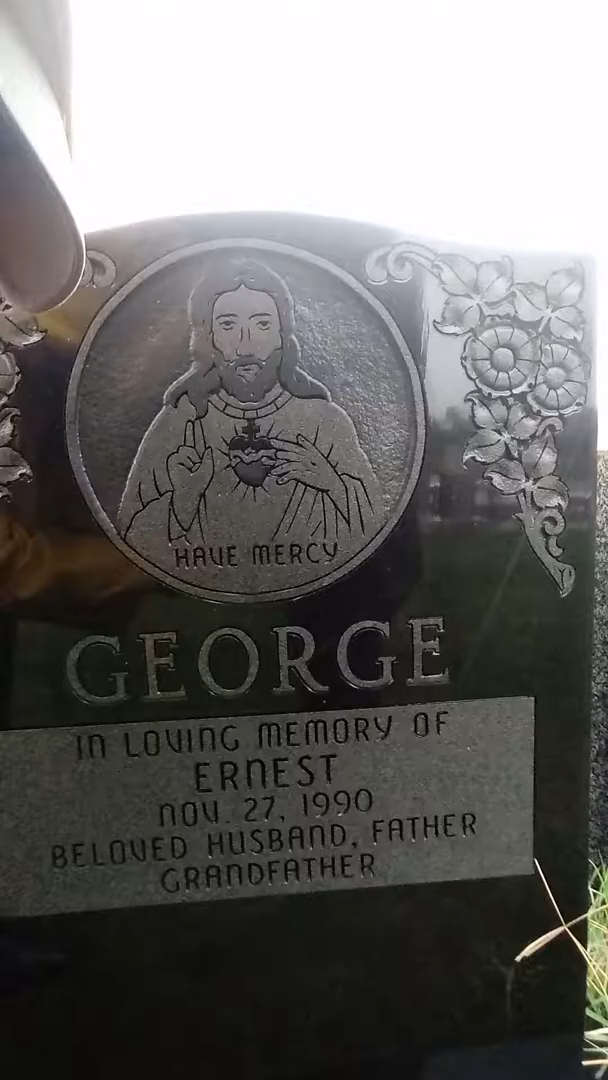 HAVE MERCY
GEORGE
IN LOVING MEMORY OF
ERNEST
NOV. 27, 1990
BELOVED HUSBAND, FATHER
GRANDFATHER